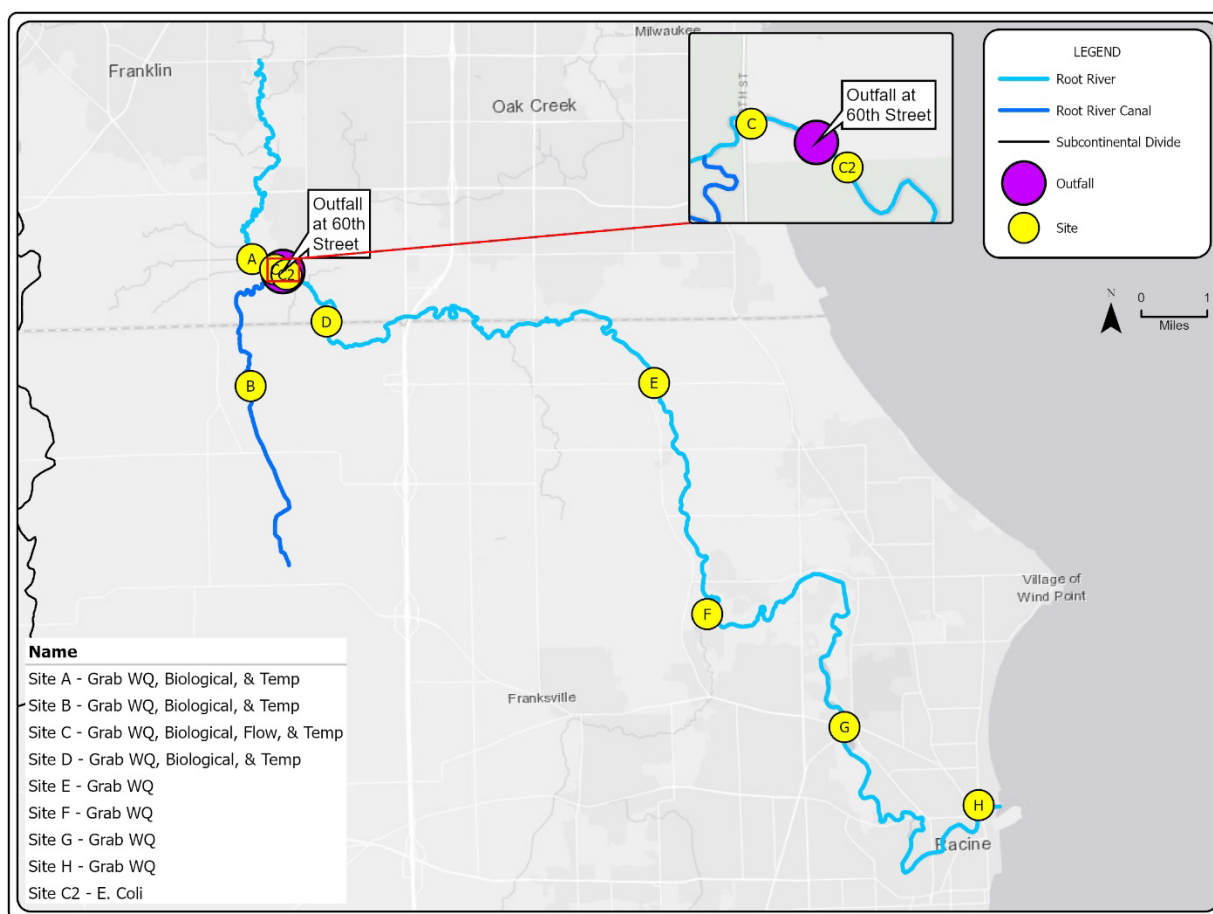 Milwaukee
Franklin
Oak Creek
C
Outfall at
60th Street
C2
LEGEND
Root River
Root River Canal
Subcontinental Divide
Outfall
Site
Outfall
at 60th
Street
A
C2
D
B
E
N
0 1
Miles
Village of
Wind Point
F
Franksville
G
H
Racine
Name
Site A - Grab WQ, Biological, & Temp
Site B - Grab WQ, Biological, & Temp
Site C - Grab WQ, Biological, Flow, & Temp
Site D - Grab WQ, Biological, & Temp
Site E - Grab WQ
Site F - Grab WQ
Site G - Grab WQ
Site H - Grab WQ
Site C2 - E. Coli